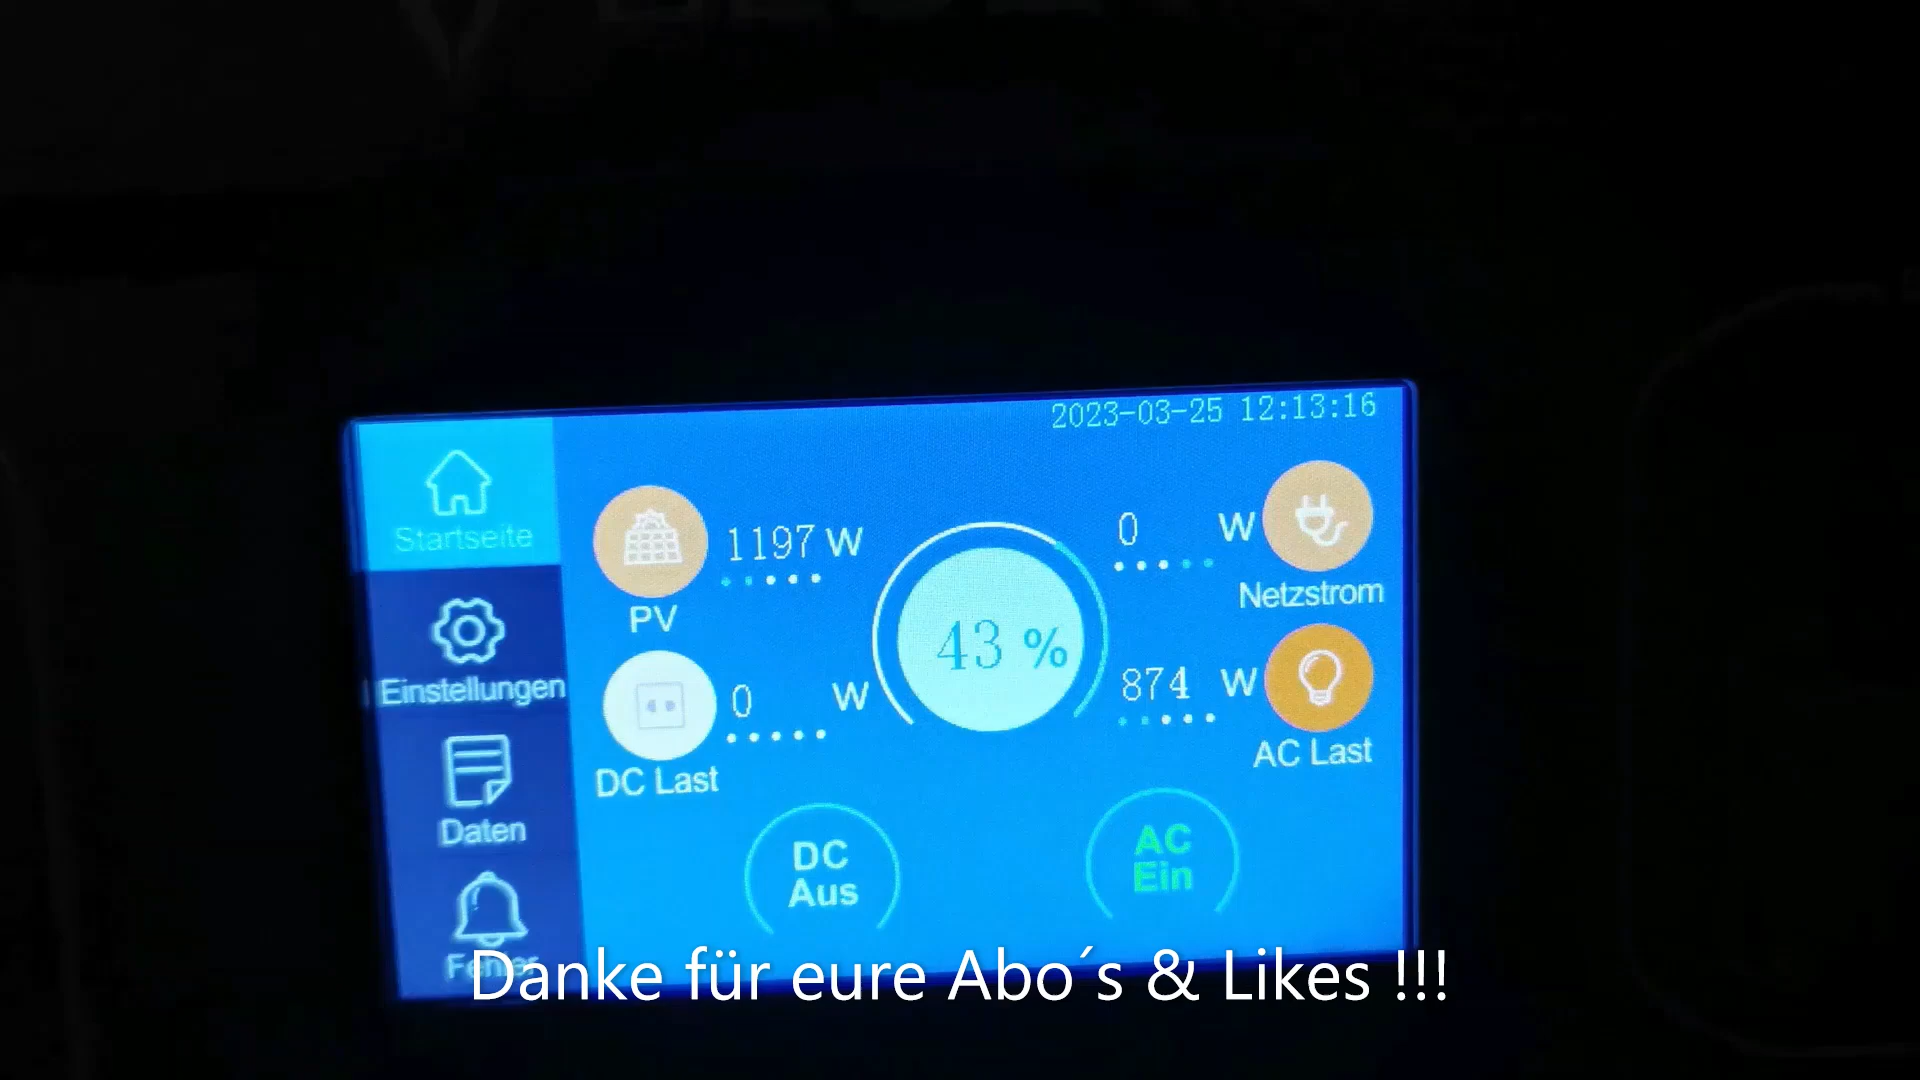 2023-03-25 12:13:16
Startseite
1197 W
PV
0 W
Netzstrom
43 %
Einstellungen
0 W
DC Last
874 W
AC Last
Daten
DC
Aus
AC
Ein
Fehler
Danke für eure Abo´s & Likes !!!